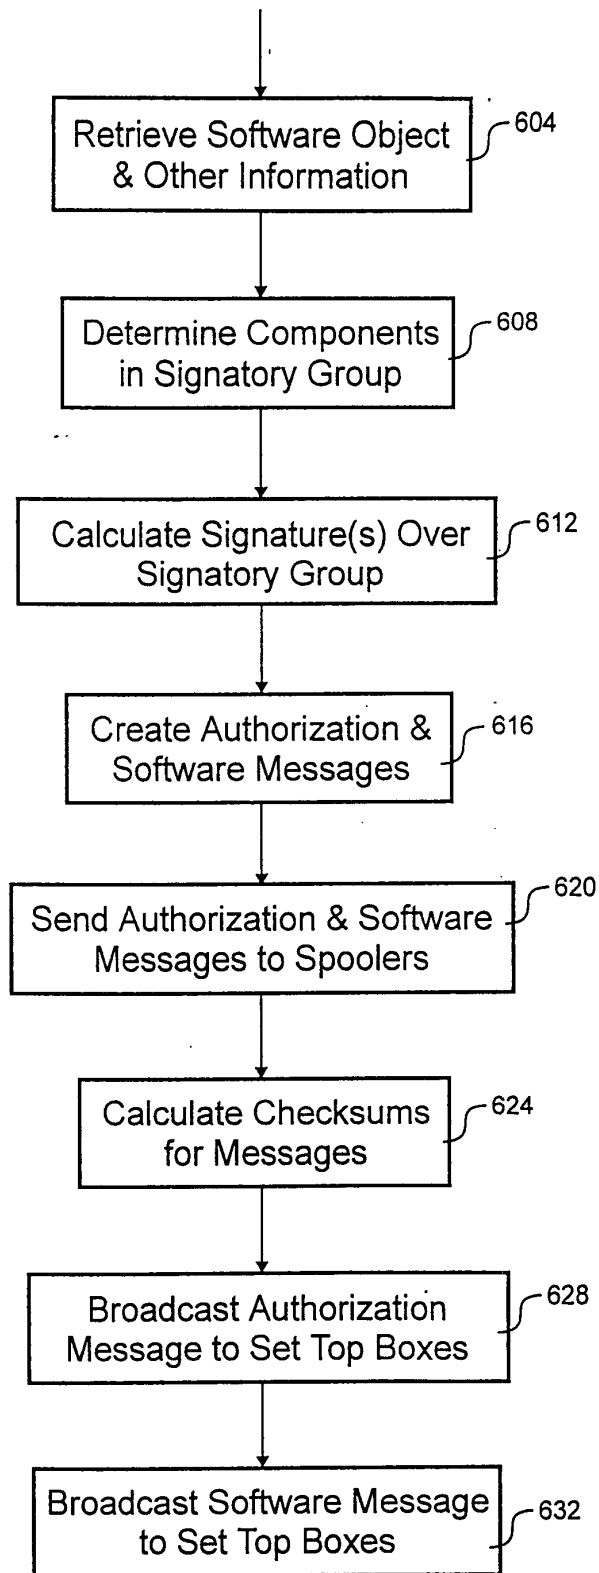 Retrieve Software Object
& Other Information
604
Determine Components
in Signatory Group
608
Calculate Signature(s) Over
Signatory Group
612
Create Authorization &
Software Messages
616
Send Authorization & Software
Messages to Spoolers
620
Calculate Checksums
for Messages
624
Broadcast Authorization
Message to Set Top Boxes
628
Broadcast Software Message
to Set Top Boxes
632